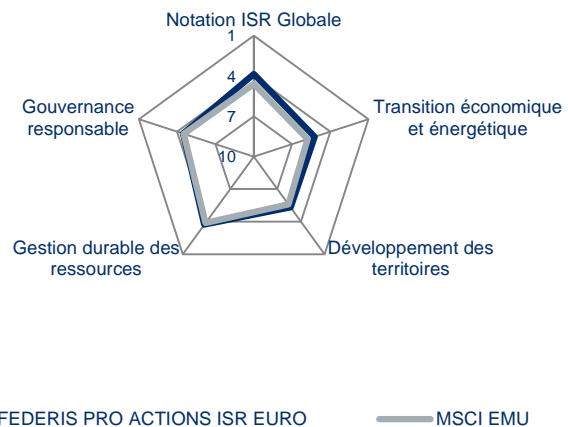 Notation ISR Globale
1
4
7
10
Gouvernance
responsable
Transition économique
et énergétique
Gestion durable des
ressources
Développement des
territoires
FEDERIS PRO ACTIONS ISR EURO
MSCI EMU